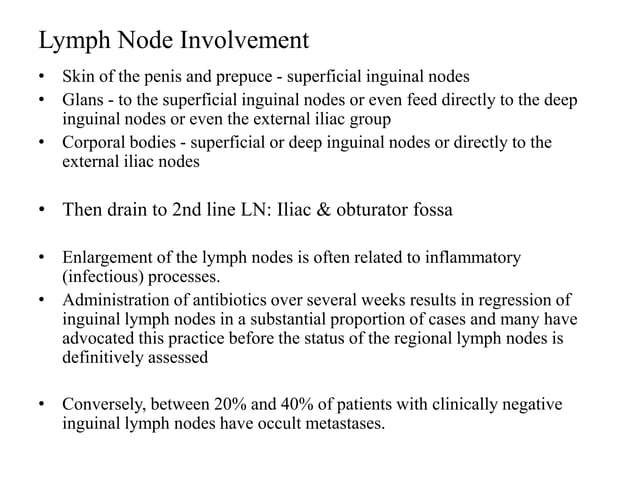 Lymph Node Involvement
• Skin of the penis and prepuce - superficial inguinal nodes
• Glans - to the superficial inguinal nodes or even feed directly to the deep
inguinal nodes or even the external iliac group
• Corporal bodies - superficial or deep inguinal nodes or directly to the
external iliac nodes
• Then drain to 2nd line LN: Iliac & obturator fossa
• Enlargement of the lymph nodes is often related to inflammatory
(infectious) processes.
• Administration of antibiotics over several weeks results in regression of
inguinal lymph nodes in a substantial proportion of cases and many have
advocated this practice before the status of the regional lymph nodes is
definitively assessed
• Conversely, between 20% and 40% of patients with clinically negative
inguinal lymph nodes have occult metastases.